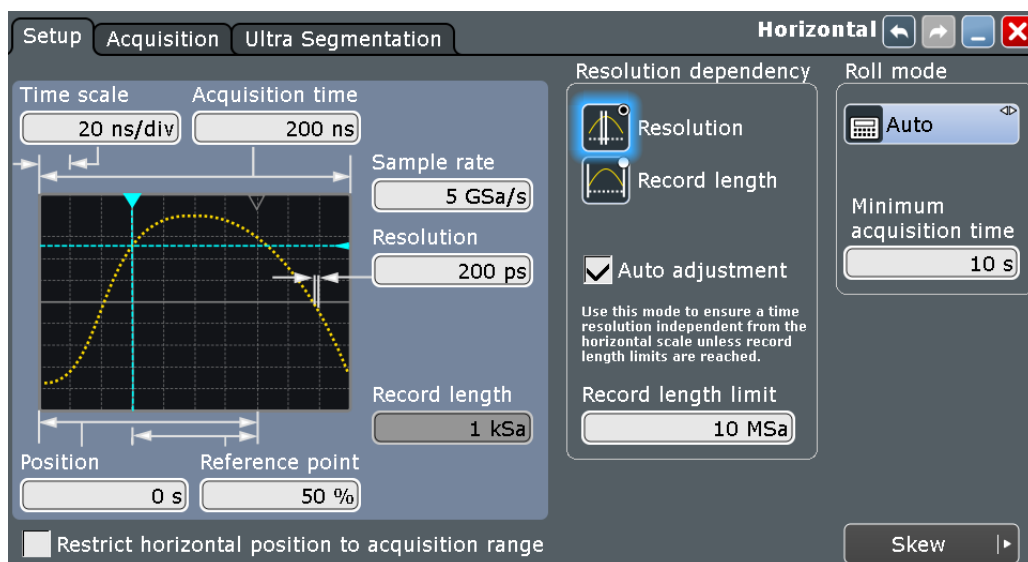 Setup
Acquisition
Ultra Segmentation
Horizontal
Time scale
20 ns/div
Acquisition time
200 ns
Sample rate
5 GSa/s
Resolution
200 ps
Record length
1 kSa
Position
0 s
Reference point
50 %
Restrict horizontal position to acquisition range
Resolution dependency
Resolution
Record length
Auto adjustment
Use this mode to ensure a time
resolution independent from the
horizontal scale unless record
length limits are reached.
Record length limit
10 MSa
Roll mode
Auto
Minimum
acquisition time
10 s
Skew